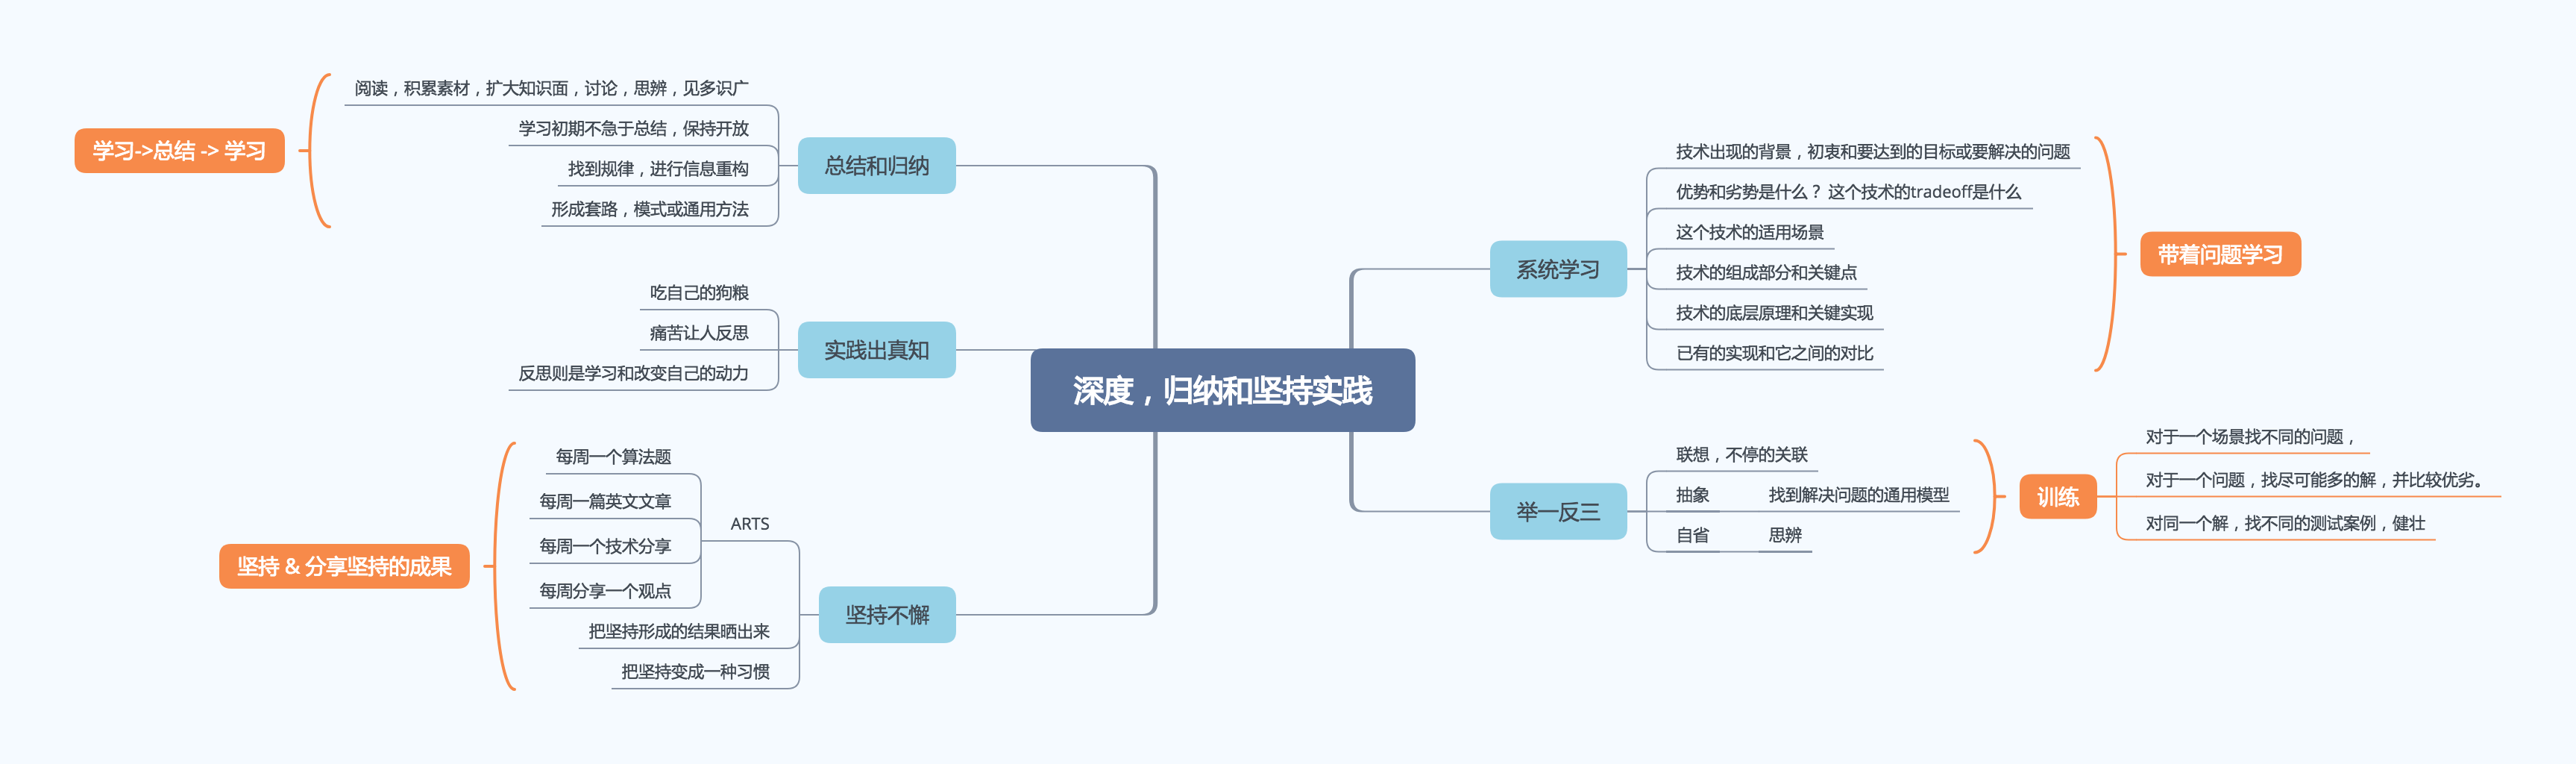 深度，归纳和坚持实践
系统学习
技术出现的背景，初衷和要达到的目标或要解决的问题
优势和劣势是什么？ 这个技术的tradeoff是什么
这个技术的适用场景
技术的组成部分和关键点
技术的底层原理和关键实现
已有的实现和它之间的对比
带着问题学习
举一反三
联想，不停的关联
抽象
找到解决问题的通用模型
自省
思辨
训练
对于一个场景找不同的问题，
对于一个问题，找尽可能多的解，并比较优劣。
对同一个解，找不同的测试案例，健壮
总结和归纳
阅读，积累素材，扩大知识面，讨论，思辨，见多识广
学习初期不急于总结，保持开放
找到规律，进行信息重构
形成套路，模式或通用方法
学习->总结 -> 学习
实践出真知
吃自己的狗粮
痛苦让人反思
反思则是学习和改变自己的动力
坚持不懈
ARTS
每周一个算法题
每周一篇英文文章
每周一个技术分享
每周分享一个观点
把坚持形成的结果晒出来
把坚持变成一种习惯
坚持 & 分享坚持的成果